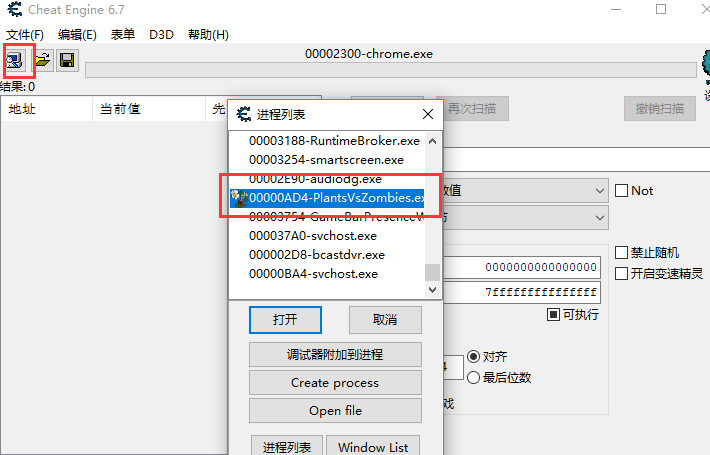 Cheat Engine 6.7
文件(F) 编辑(E) 表单 D3D 帮助(H)
00002300-chrome.exe
结果: 0
地址 当前值 先
进程列表
00003188-RuntimeBroker.exe
00003254-smartscreen.exe
00002E90-audiodg.exe
00000AD4-PlantsVsZombies.ex
00003754-GameBarPresenceW
000037A0-svchost.exe
000002D8-bcastdvr.exe
00000BA4-svchost.exe
打开 取消
调试器附加到进程
Create process
Open file
进程列表 Window List
再次扫描 撤销扫描
数值 Not
禁止随机
0000000000000000 开启变速精灵
7fffffffffffffff
可执行
对齐
最后位数
戏